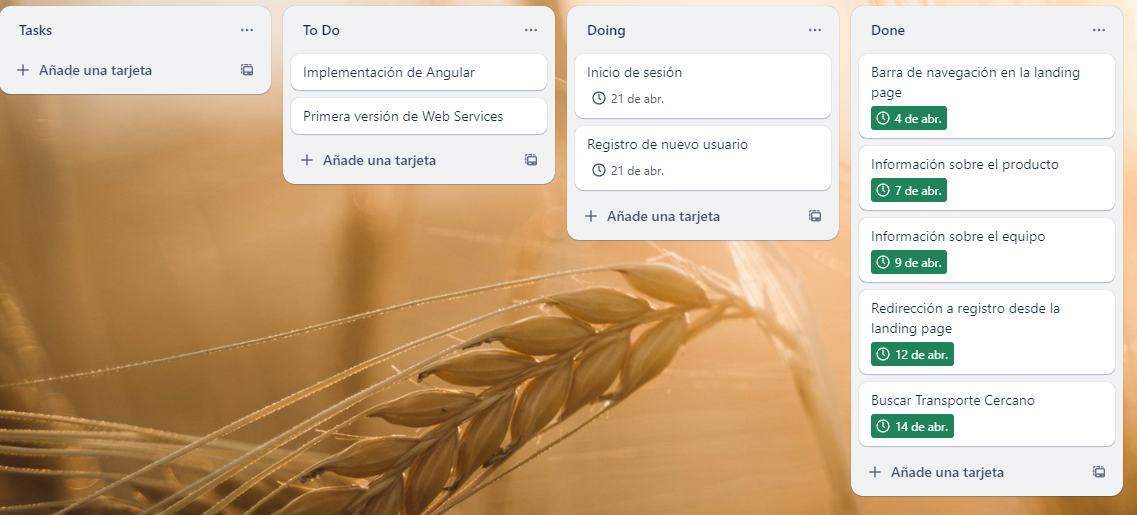 Tasks
Añade una tarjeta
To Do
Implementación de Angular
Primera versión de Web Services
Añade una tarjeta
Doing
Inicio de sesión
21 de abr.
Registro de nuevo usuario
21 de abr.
Añade una tarjeta
Done
Barra de navegación en la landing
page
4 de abr.
Información sobre el producto
7 de abr.
Información sobre el equipo
9 de abr.
Redirección a registro desde la
landing page
12 de abr.
Buscar Transporte Cercano
14 de abr.
Añade una tarjeta